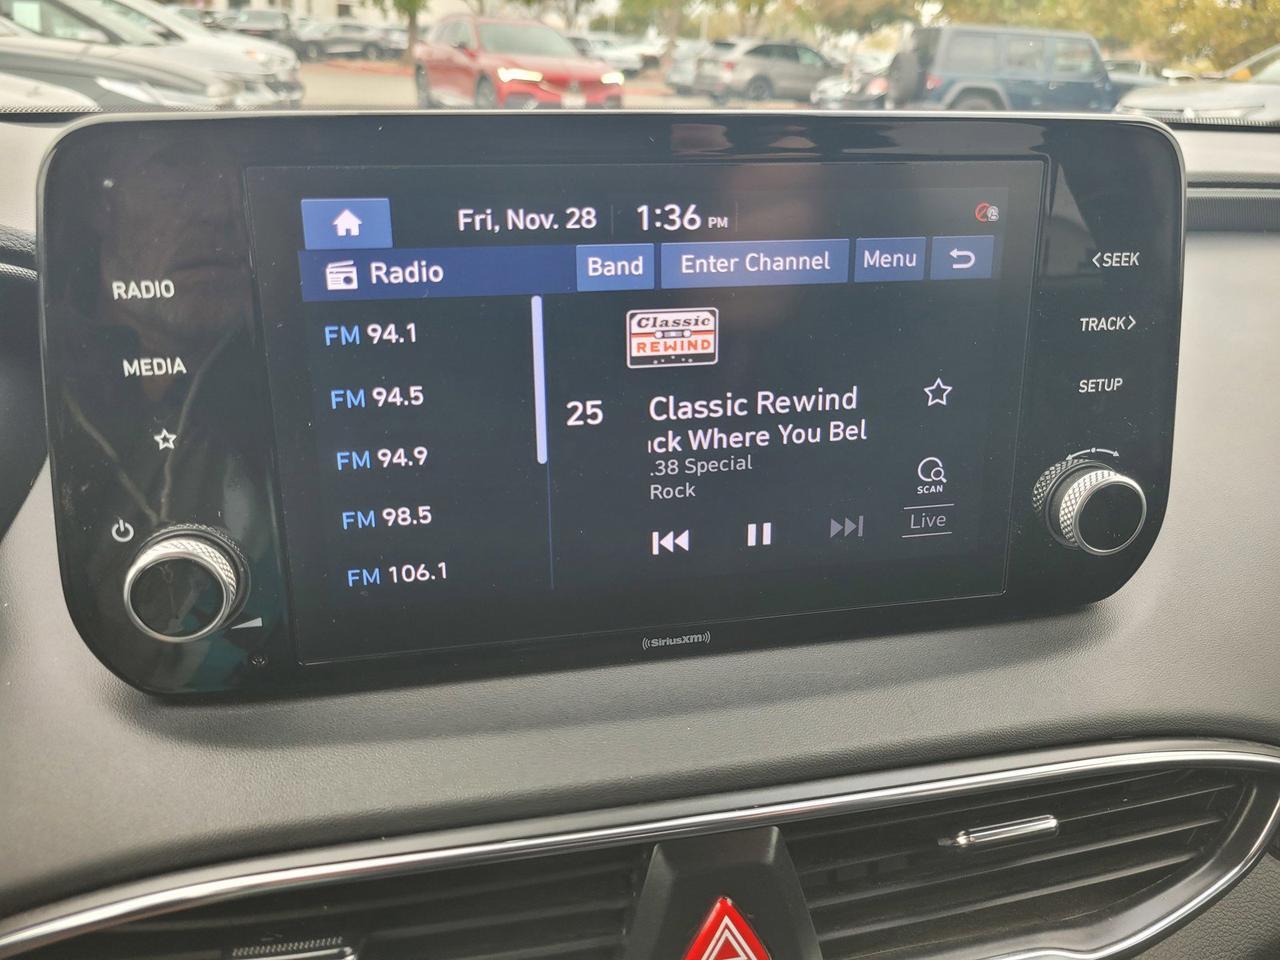 Fri, Nov. 28 1:36 PM
Radio Band Enter Channel Menu
RADIO
MEDIA
FM 94.1
FM 94.5
FM 94.9
FM 98.5
FM 106.1
Classic
REWIND
25 Classic Rewind
ck Where You Bel
.38 Special
Rock
SCAN
Live
< SEEK
TRACK >
SETUP
SiriusXM